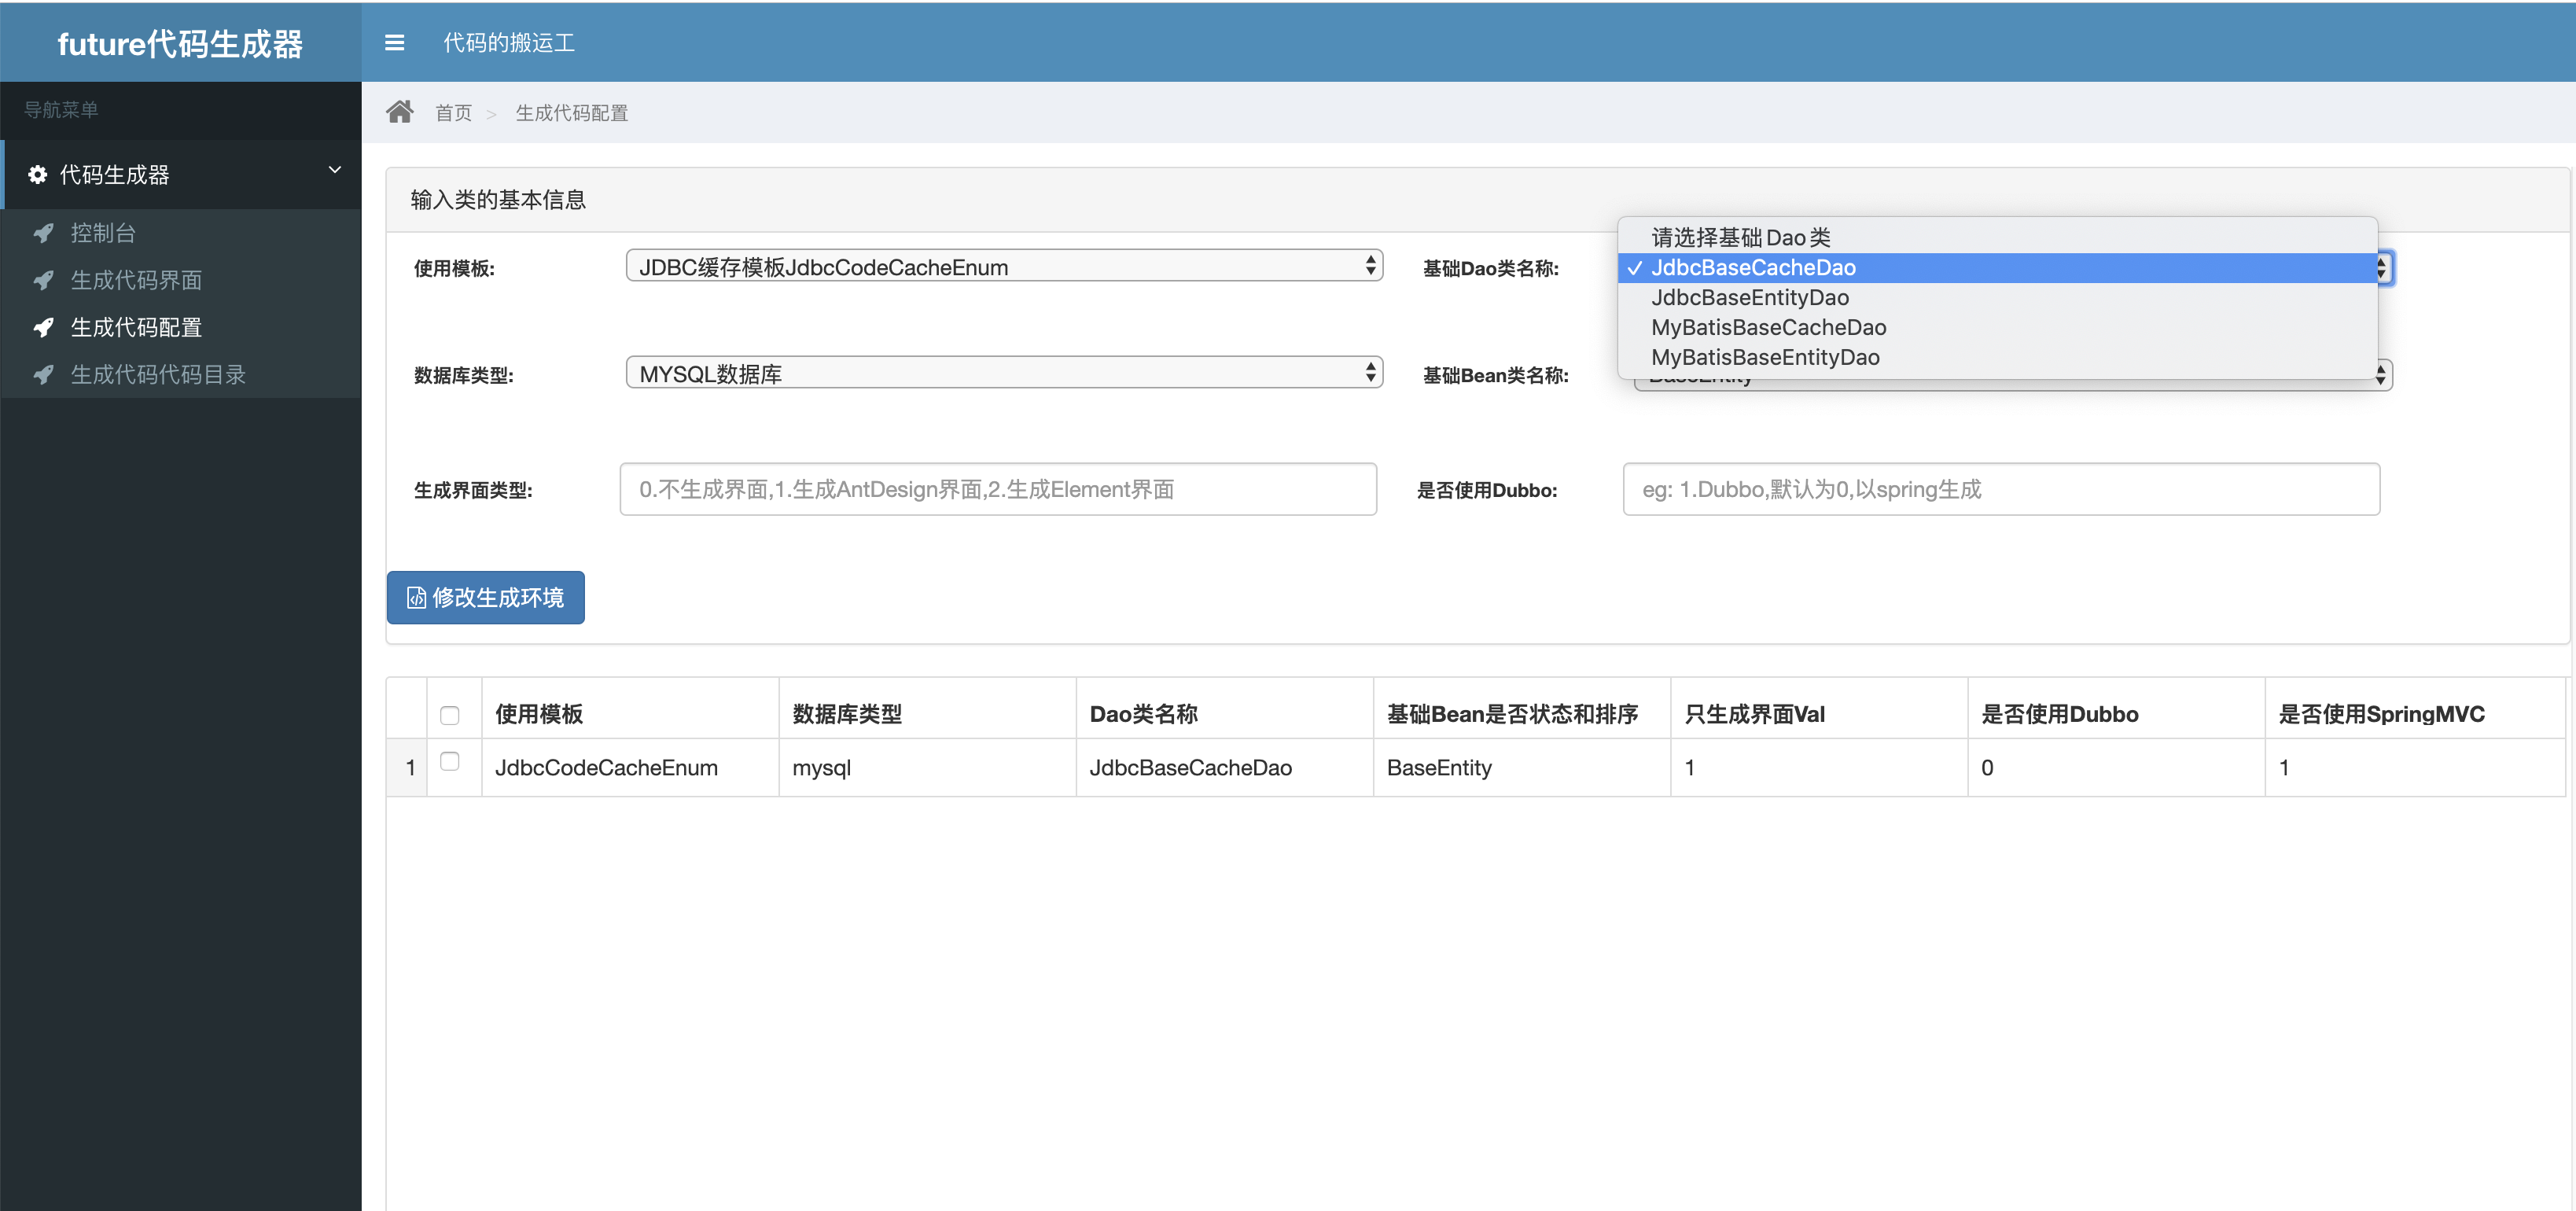 future代码生成器
代码的搬运工
导航菜单
代码生成器
控制台
生成代码界面
生成代码配置
生成代码代码目录
首页 > 生成代码配置
输入类的基本信息
使用模板:
JDBC缓存模板JdbcCodeCacheEnum
基础Dao类名称:
请选择基础Dao类
✓ JdbcBaseCacheDao
JdbcBaseEntityDao
MyBatisBaseCacheDao
MyBatisBaseEntityDao
数据库类型:
MYSQL数据库
基础Bean类名称:
BaseEntity
生成界面类型:
0.不生成界面,1.生成AntDesign界面,2.生成Element界面
是否使用Dubbo:
eg: 1.Dubbo,默认为0,以spring生成
修改生成环境
使用模板 数据库类型 Dao类名称 基础Bean是否状态和排序 只生成界面Val 是否使用Dubbo 是否使用SpringMVC
1 JdbcCodeCacheEnum mysql JdbcBaseCacheDao BaseEntity 1 0 1